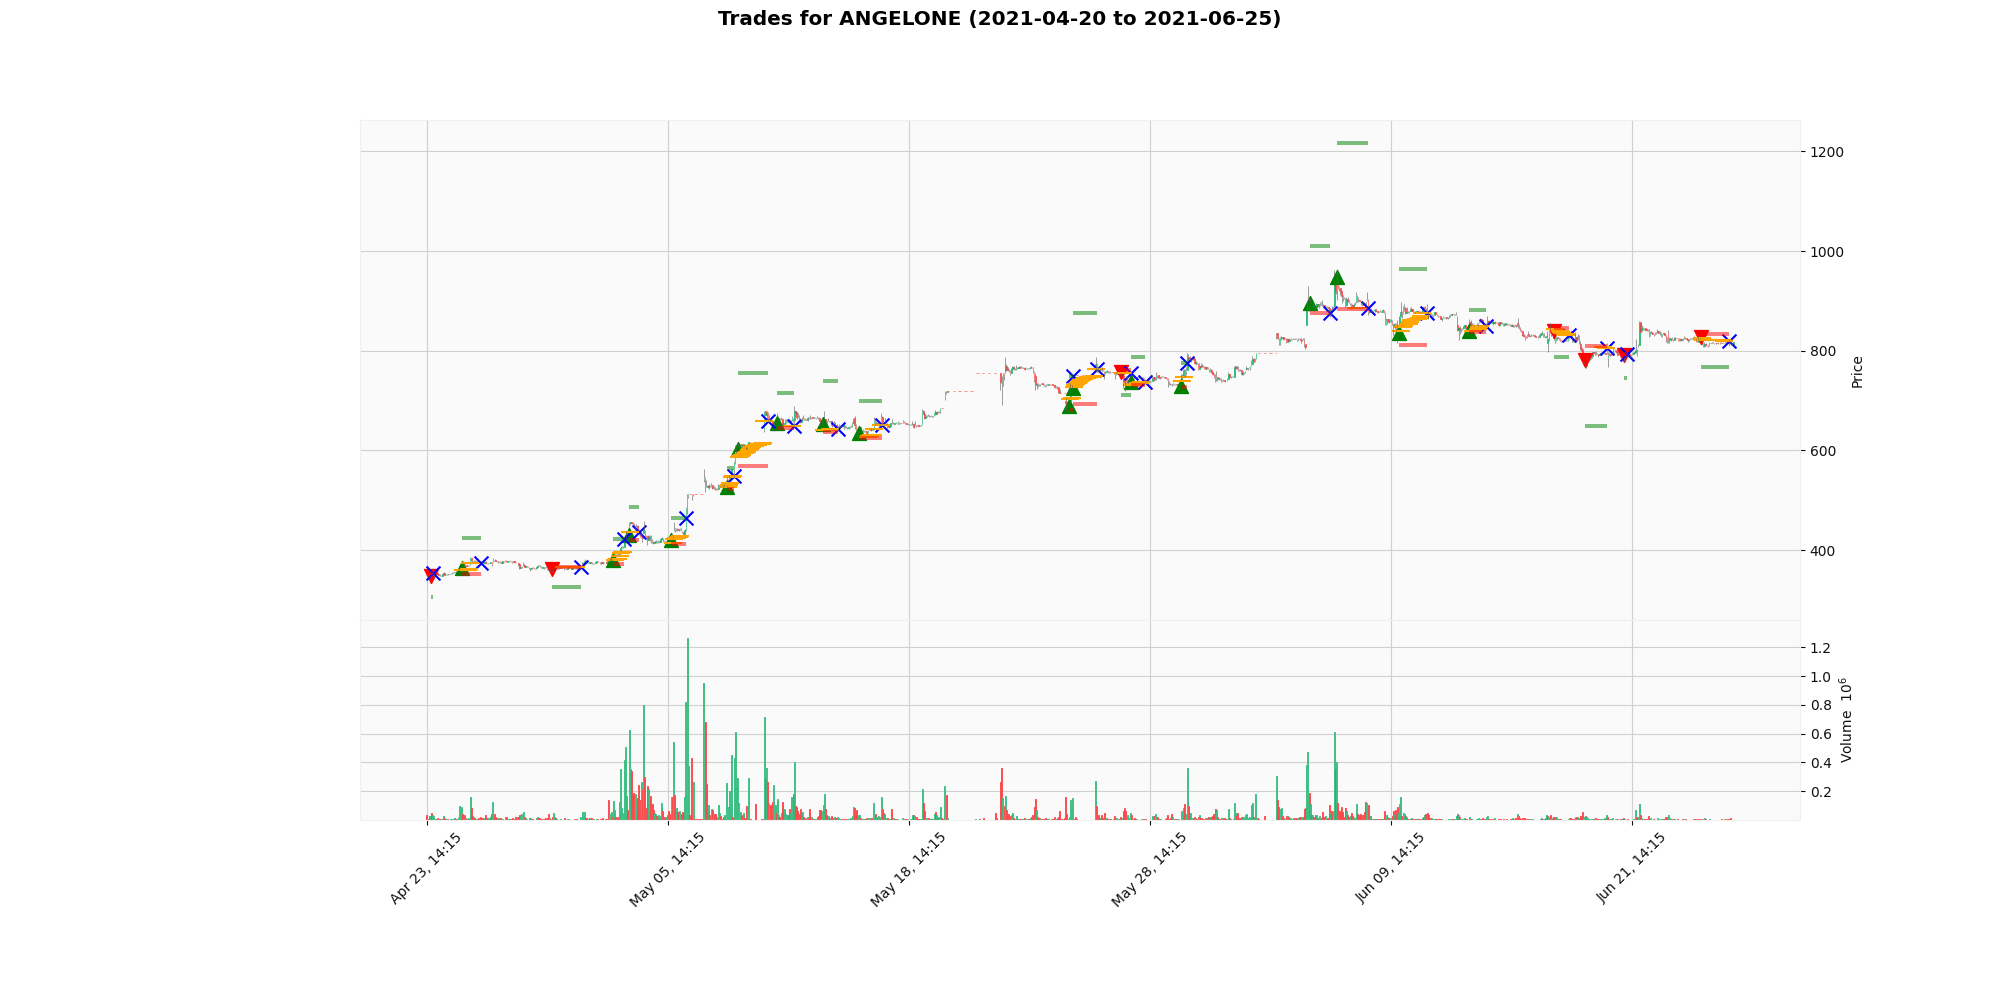 Trades for ANGELONE (2021-04-20 to 2021-06-25)
1200
1000
800
600
400
Price
1.2
1.0
0.8
0.6
0.4
0.2
Volume 10⁶
Apr 23, 14:15
May 05, 14:15
May 18, 14:15
May 28, 14:15
Jun 09, 14:15
Jun 21, 14:15